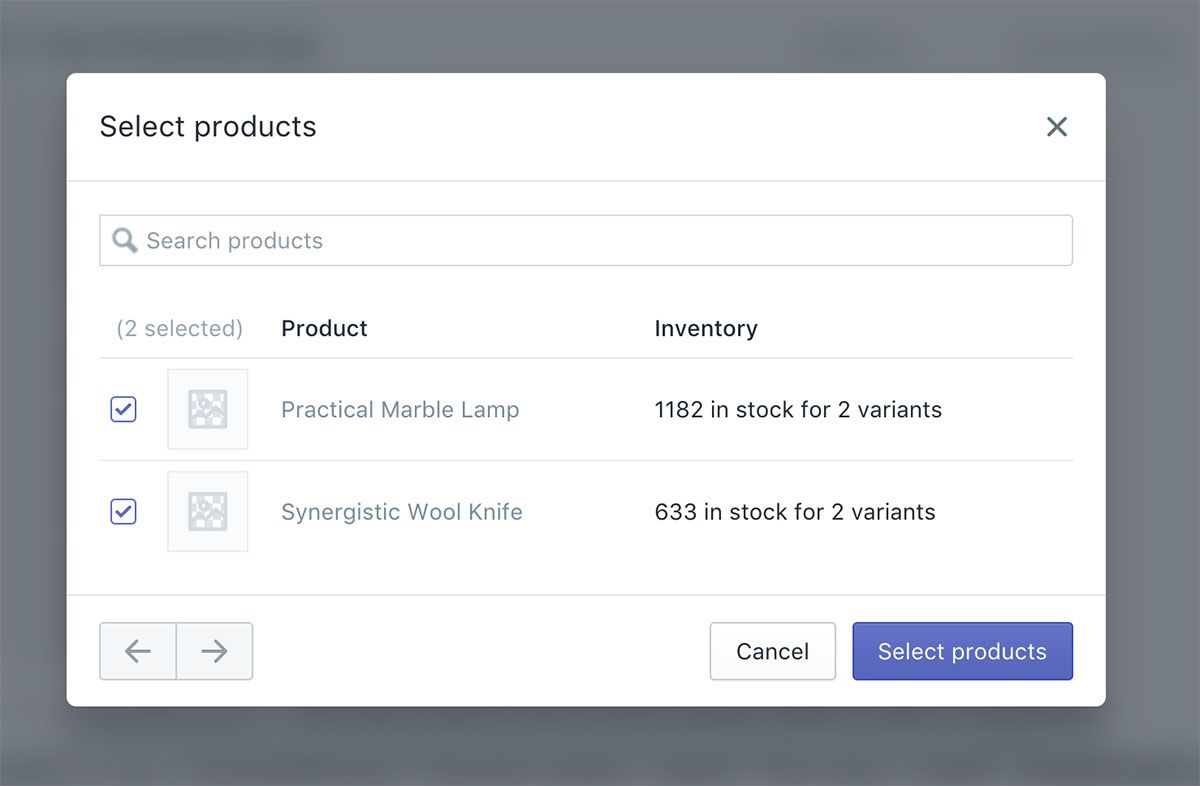 Select products
Search products
(2 selected) Product Inventory
Practical Marble Lamp 1182 in stock for 2 variants
Synergistic Wool Knife 633 in stock for 2 variants
Cancel Select products